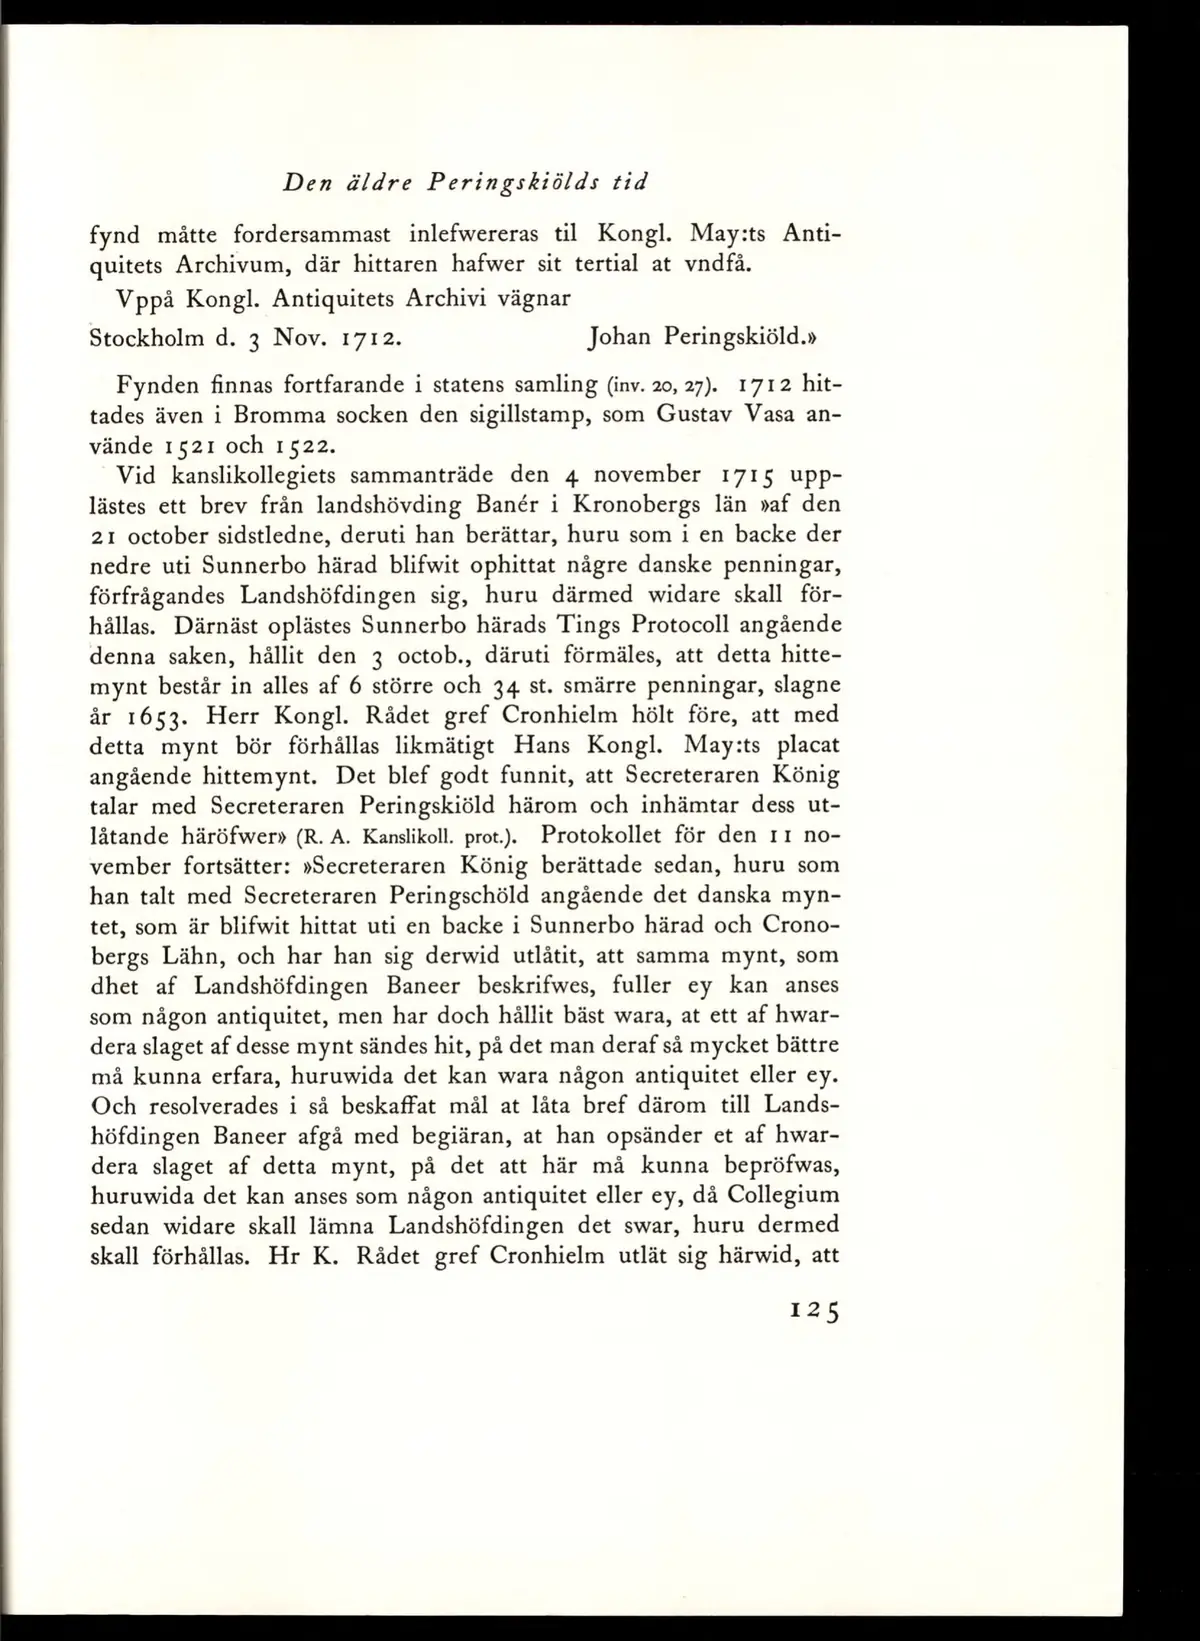 Den äldre Peringskiölds tid
fynd måtte fordersammast inlefwereras til Kongl. May:ts Anti-
quitets Archivum, där hittaren hafwer sit tertial at vndfå.
Vppå Kongl. Antiquitets Archivi vägnar
Stockholm d. 3 Nov. 1712. Johan Peringskiöld.»
Fynden finnas fortfarande i statens samling (inv. 20, 27). 1712 hit-
tades även i Bromma socken den sigillstamp, som Gustav Vasa an-
vände 1521 och 1522.
Vid kanslikollegiets sammanträde den 4 november 1715 upp-
lästes ett brev från landshövding Banér i Kronobergs län »af den
21 october sidstledne, deruti han berättar, huru som i en backe der
nedre uti Sunnerbo härad blifwit ophittat någre danske penningar,
förfrågandes Landshöfdingen sig, huru därmed widare skall för-
hållas. Därnäst oplästes Sunnerbo härads Tings Protocoll angående
denna saken, hållit den 3 octob., däruti förmäles, att detta hitte-
mynt består in alles af 6 större och 34 st. smärre penningar, slagne
år 1653. Herr Kongl. Rådet gref Cronhielm hölt före, att med
detta mynt bör förhållas likmätigt Hans Kongl. May:ts placat
angående hittemynt. Det blef godt funnit, att Secreteraren König
talar med Secreteraren Peringskiöld härom och inhämtar dess ut-
låtande häröfwer» (R. A. Kanslikoll. prot.). Protokollet för den 11 no-
vember fortsätter: »Secreteraren König berättade sedan, huru som
han talt med Secreteraren Peringschöld angående det danska myn-
tet, som är blifwit hittat uti en backe i Sunnerbo härad och Crono-
bergs Lähn, och har han sig derwid utlåtit, att samma mynt, som
dhet af Landshöfdingen Baneer beskrifwes, fuller ey kan anses
som någon antiquitet, men har doch hållit bäst wara, at ett af hwar-
dera slaget af desse mynt sändes hit, på det man deraf så mycket bättre
må kunna erfara, huruwida det kan wara någon antiquitet eller ey.
Och resolverades i så beskaffat mål at låta bref därom till Lands-
höfdingen Baneer afgå med begiäran, at han opsänder et af hwar-
dera slaget af detta mynt, på det att här må kunna bepröfwas,
huruwida det kan anses som någon antiquitet eller ey, då Collegium
sedan widare skall lämna Landshöfdingen det swar, huru dermed
skall förhållas. Hr K. Rådet gref Cronhielm utlät sig härwid, att
125